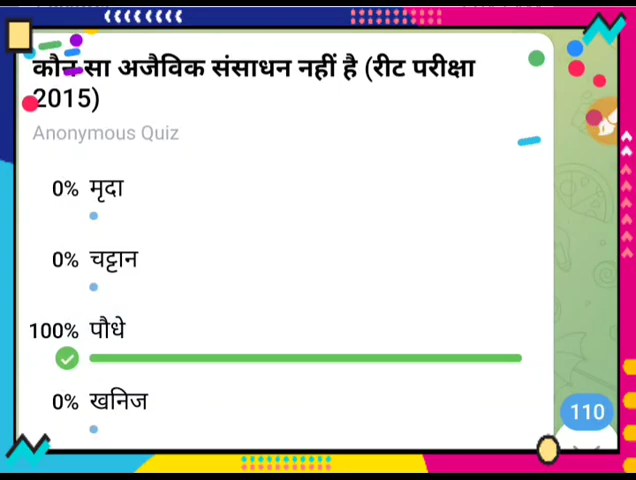 कौन सा अजैविक संसाधन नहीं है (रीट परीक्षा
2015)
Anonymous Quiz
0% मृदा
0% चट्टान
100% पौधे
0% खनिज
110